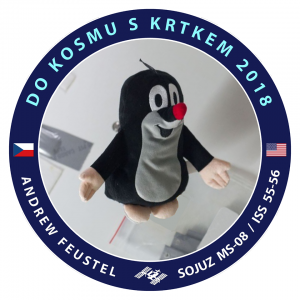 DO KOSMU S KRTKEM 2018
ANDREW FEUSTEL
SOJUZ MS-08 / ISS 55-56